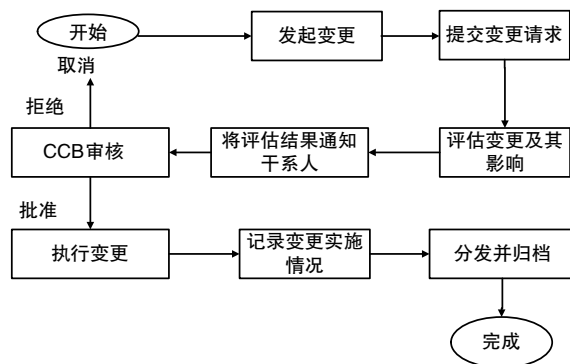 开始
发起变更
提交变更请求
取消
拒绝
CCB审核
将评估结果通知
干系人
评估变更及其
影响
批准
执行变更
记录变更实施
情况
分发并归档
完成